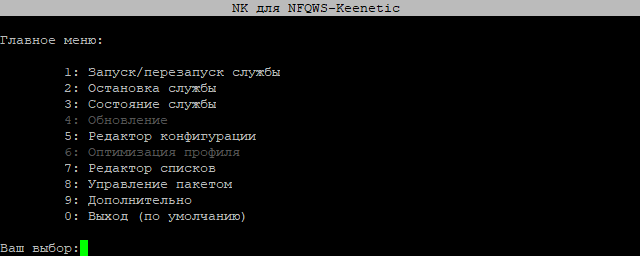 NK для NFQWS-Keenetic
Главное меню:
1: Запуск/перезапуск службы
2: Остановка службы
3: Состояние службы
4: Обновление
5: Редактор конфигурации
6: Оптимизация профиля
7: Редактор списков
8: Управление пакетом
9: Дополнительно
0: Выход (по умолчанию)
Ваш выбор: